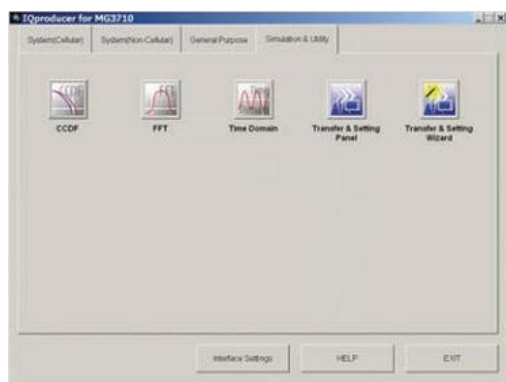 IQproducer for MG3710
System(Cellular) System(Non-Cellular) General Purpose Simulation & Utility
CCDF FFT Time Domain Transfer & Setting Panel Transfer & Setting Wizard
Interface Settings HELP EXIT